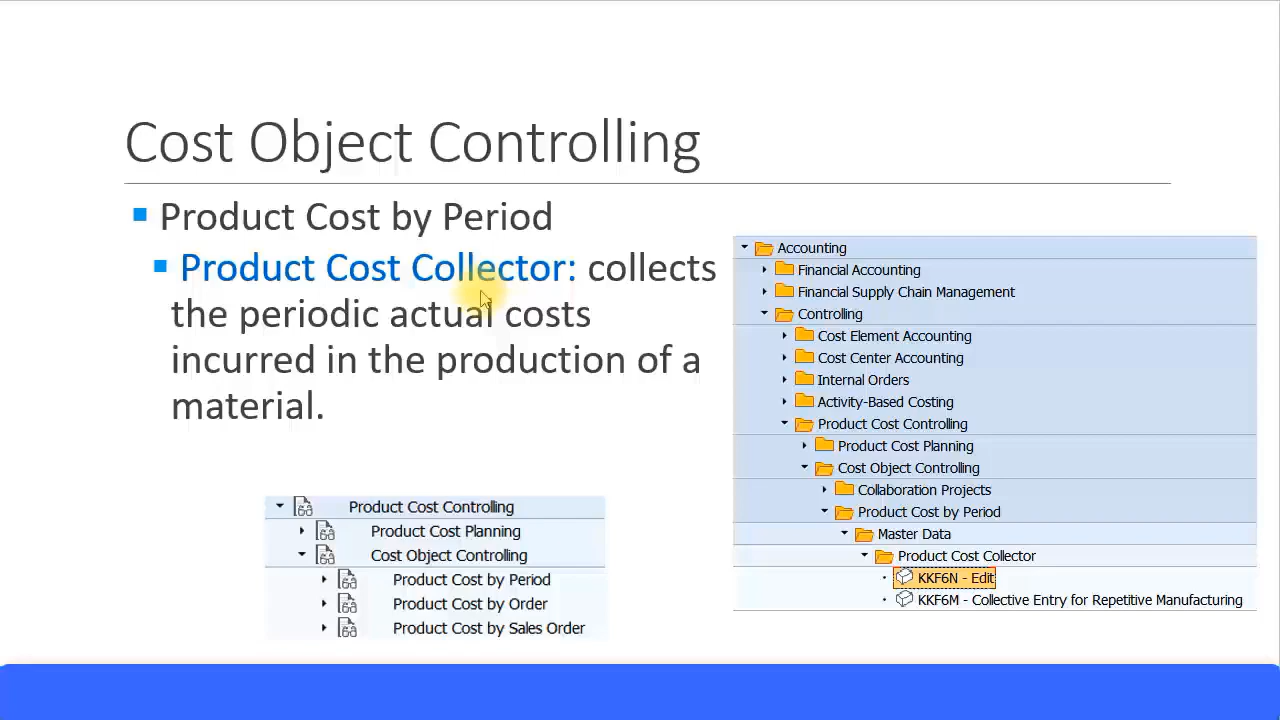 Cost Object Controlling
Product Cost by Period
Product Cost Collector: collects
the periodic actual costs
incurred in the production of a
material.
Product Cost Controlling
Product Cost Planning
Cost Object Controlling
Product Cost by Period
Product Cost by Order
Product Cost by Sales Order
Accounting
Financial Accounting
Financial Supply Chain Management
Controlling
Cost Element Accounting
Cost Center Accounting
Internal Orders
Activity-Based Costing
Product Cost Controlling
Product Cost Planning
Cost Object Controlling
Collaboration Projects
Product Cost by Period
Master Data
Product Cost Collector
KKF6N - Edit
KKF6M - Collective Entry for Repetitive Manufacturing